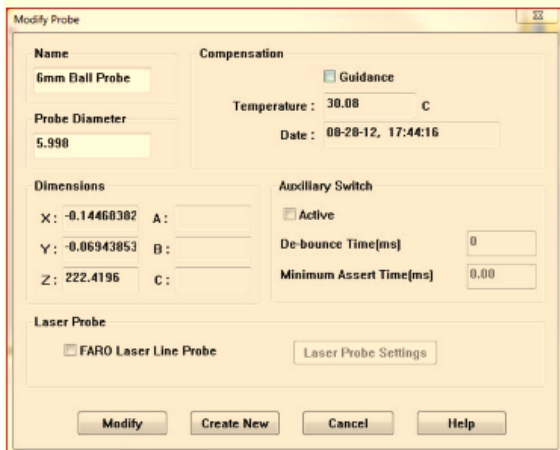 Modify Probe
Name
6mm Ball Probe
Probe Diameter
5.998
Compensation
Guidance
Temperature : 30.08 C
Date : 08-28-12, 17:44:16
Dimensions
X : -0.14468382 A :
Y : -0.06943853 B :
Z : 222.4196 C :
Auxiliary Switch
Active
De-bounce Time(ms) 0
Minimum Assert Time(ms) 0.00
Laser Probe
FARO Laser Line Probe
Laser Probe Settings
Modify Create New Cancel Help